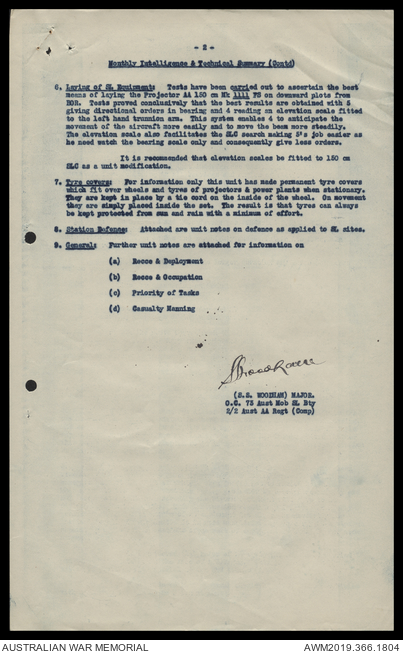 - 2 -
Monthly Intelligence & Technical Summary (Contd)
6. Laying of SL Equipment: Tests have been carried out to ascertain the best
means of laying the Projector AA 150 cm Mk 1111 PS on downward plots from
BOR. Tests proved conclusively that the best results are obtained with 5
giving directional orders in bearing and 4 reading an elevation scale fitted
to the left hand trunnion arm. This system enables 4 to anticipate the
movement of the aircraft more easily and to move the beam more steadily.
The elevation scale also facilitates the SLC search making 5's job easier as
he need watch the bearing scale only and consequently give less orders.
It is recommended that elevation scales be fitted to 150 cm
SLC as a unit modification.
7. Tyre covers: For information only this unit has made permanent tyre covers
which fit over wheels and tyres of projectors & power plants when stationary.
They are kept in place by a tie cord on the inside of the wheel. On movement
they are simply placed inside the set. The result is that tyres can always
be kept protected from sun and rain with a minimum of effort.
8. Station Defence: Attached are unit notes on defence as applied to SL sites.
9. General: Further unit notes are attached for information on
(a) Recce & Deployment
(b) Recce & Occupation
(c) Priority of Tasks
(d) Casualty Manning
(S.S. WOODHAM) MAJOR.
O.C. 73 Aust Mob SL Bty
2/2 Aust AA Regt (Comp)
AUSTRALIAN WAR MEMORIAL
AWM2019.366.1804